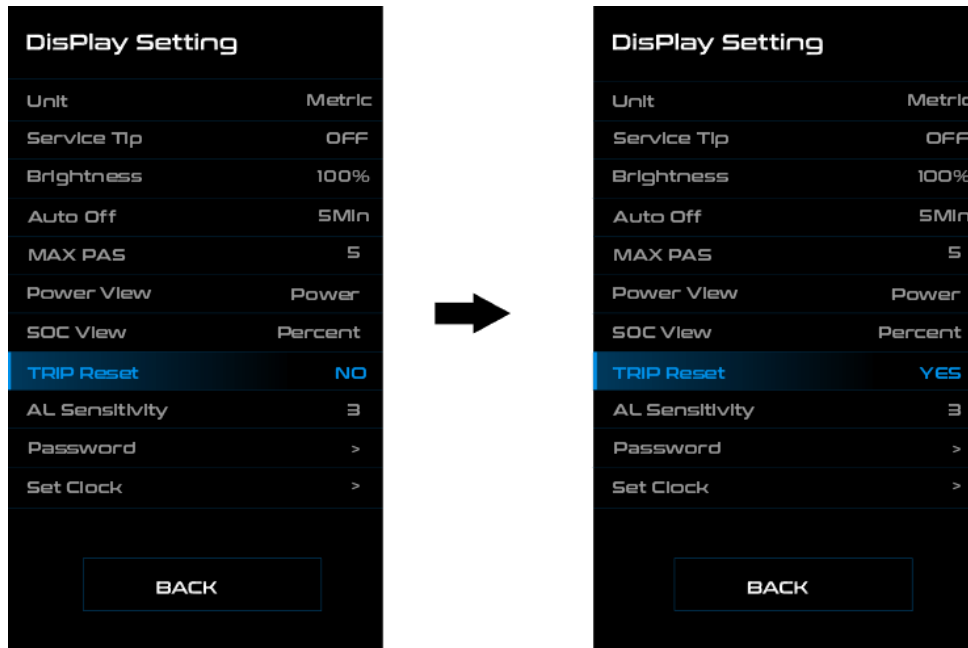 DisPlay Setting
Unit Metric
Service Tip OFF
Brightness 100%
Auto Off 5Min
MAX PAS 5
Power View Power
SOC View Percent
TRIP Reset NO
AL Sensitivity 3
Password >
Set Clock >
BACK
DisPlay Setting
Unit Metric
Service Tip OFF
Brightness 100%
Auto Off 5Min
MAX PAS 5
Power View Power
SOC View Percent
TRIP Reset YES
AL Sensitivity 3
Password >
Set Clock >
BACK